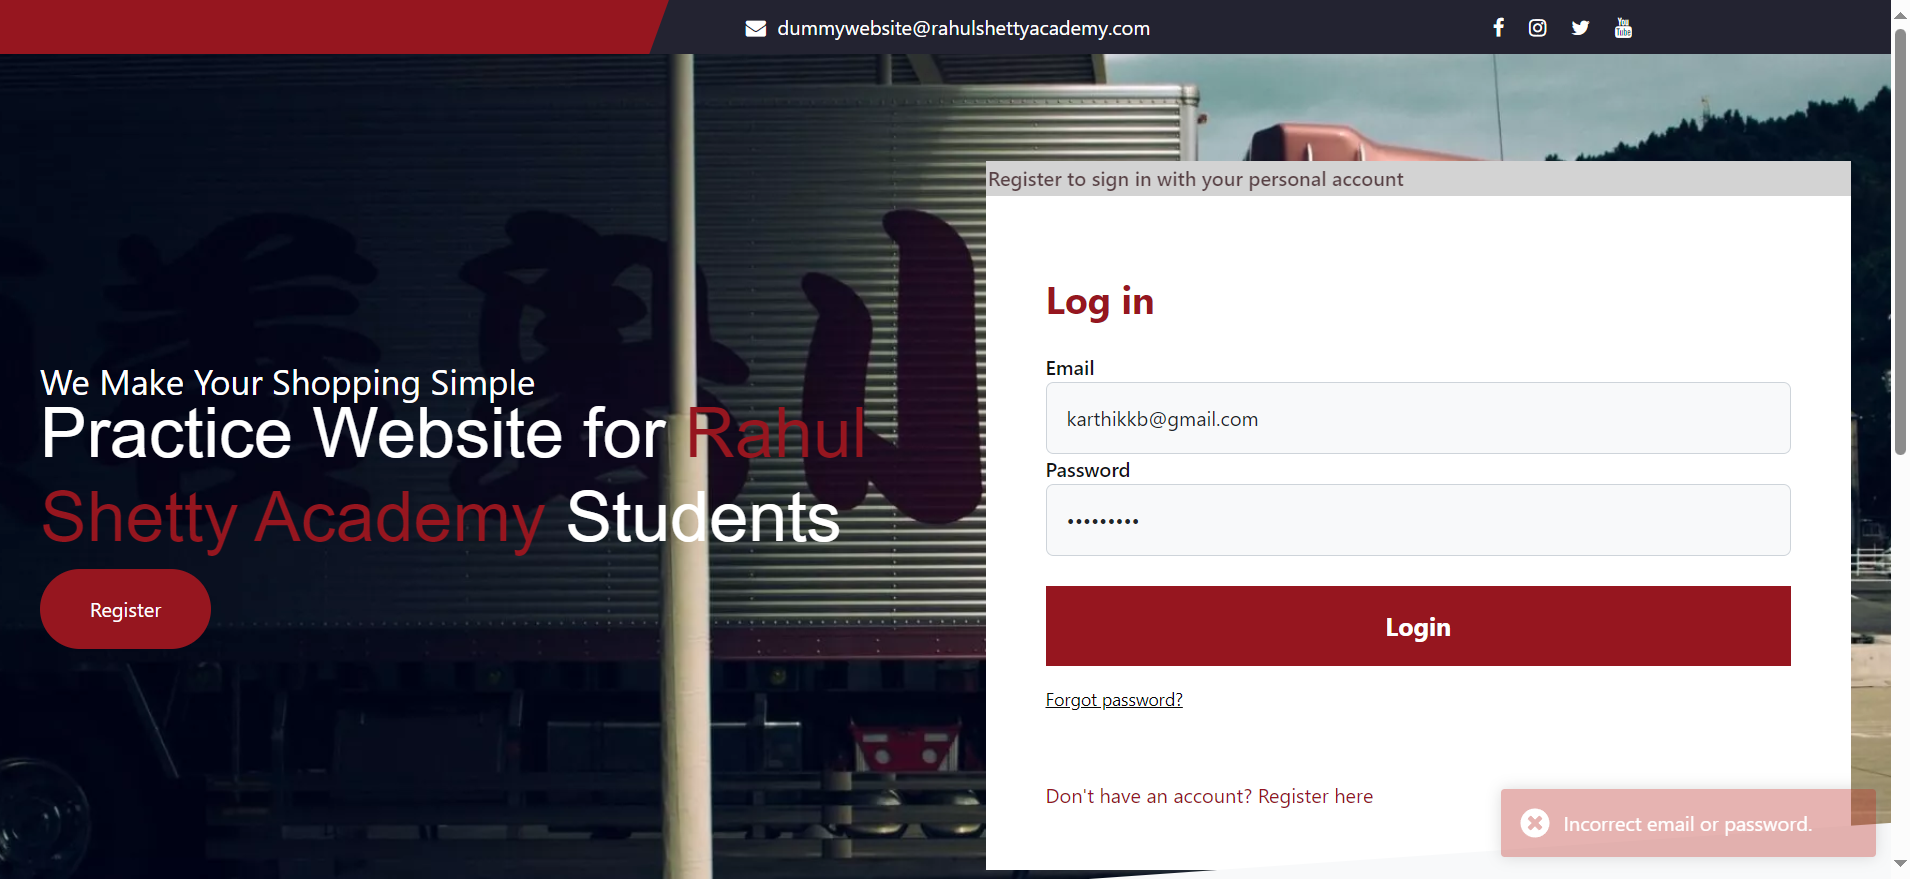 dummywebsite@rahulshettyacademy.com
We Make Your Shopping Simple
Practice Website for Rahul
Shetty Academy Students
Register
Register to sign in with your personal account
Log in
Email
karthikkb@gmail.com
Password
•••••••••
Login
Forgot password?
Don't have an account? Register here
Incorrect email or password.